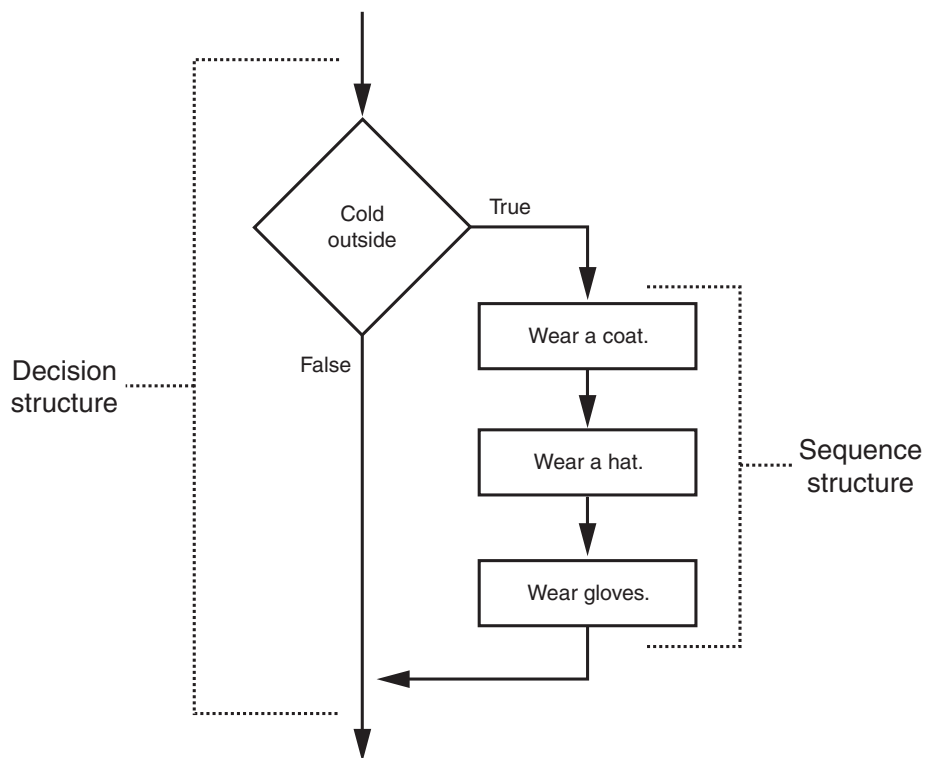 Cold
outside
True
Wear a coat.
False
Decision
structure
Wear a hat.
Sequence
structure
Wear gloves.